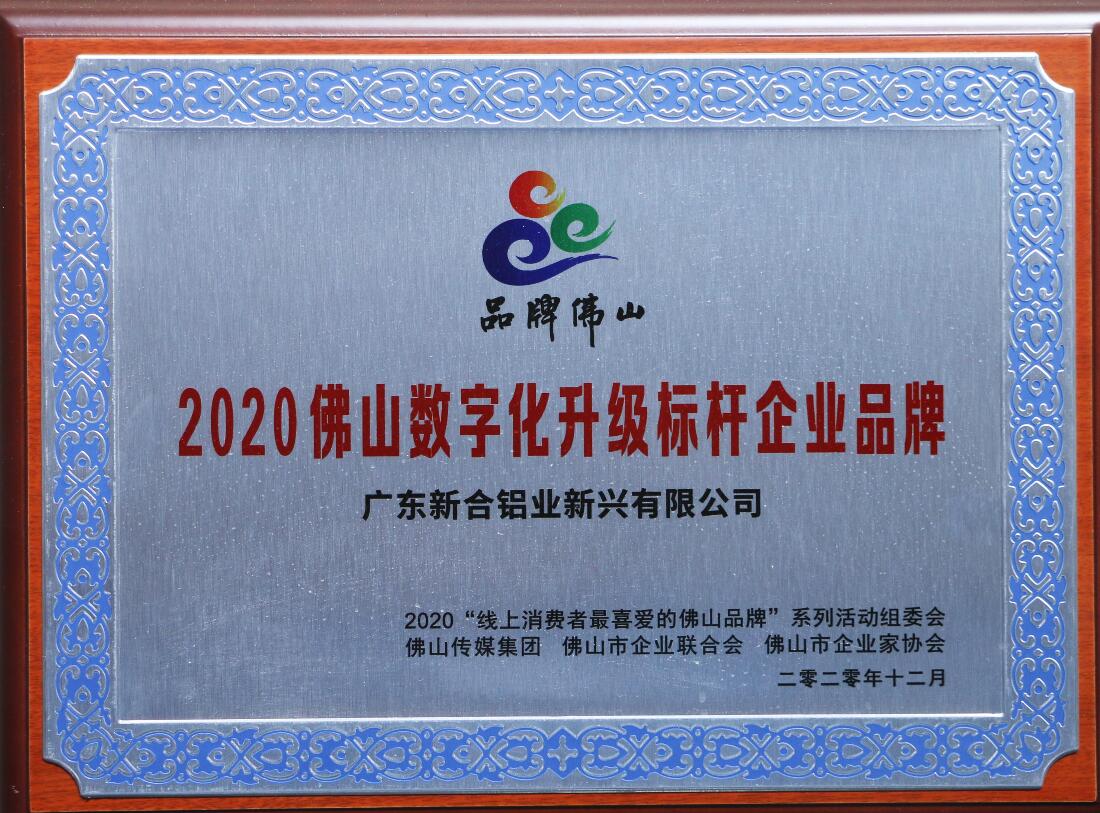 品牌佛山
2020佛山数字化升级标杆企业品牌
广东新合铝业新兴有限公司
2020“线上消费者最喜爱的佛山品牌”系列活动组委会
佛山传媒集团 佛山市企业联合会 佛山市企业家协会
二零二零年十二月